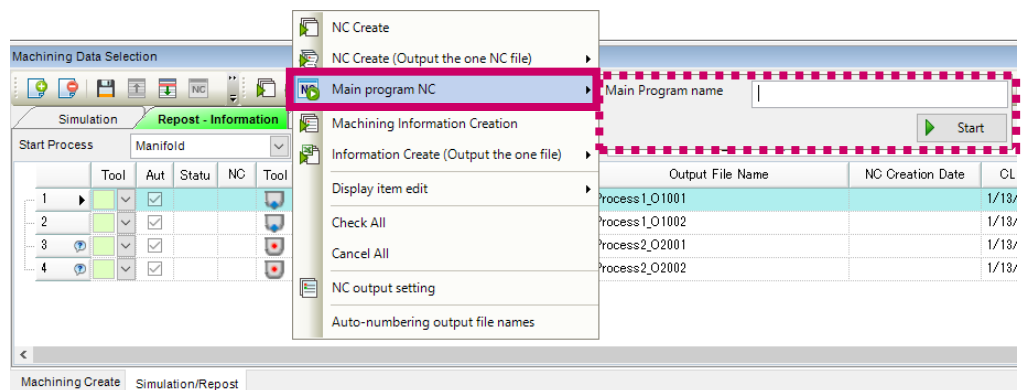 NC Create
Machining Data Selection
NC Create (Output the one NC file)
NC
Main program NC
Main Program name
Simulation
Repost - Information
Machining Information Creation
Start
Start Process
Manifold
Information Create (Output the one file)
Tool Aut Statu NC Tool
Output File Name NC Creation Date CL
Display item edit
1 Process1_O1001 1/13/
2 Process1_O1002 1/13/
Check All
3 Process2_O2001 1/13/
Cancel All
4 Process2_O2002 1/13/
NC output setting
Auto-numbering output file names
Machining Create Simulation/Repost